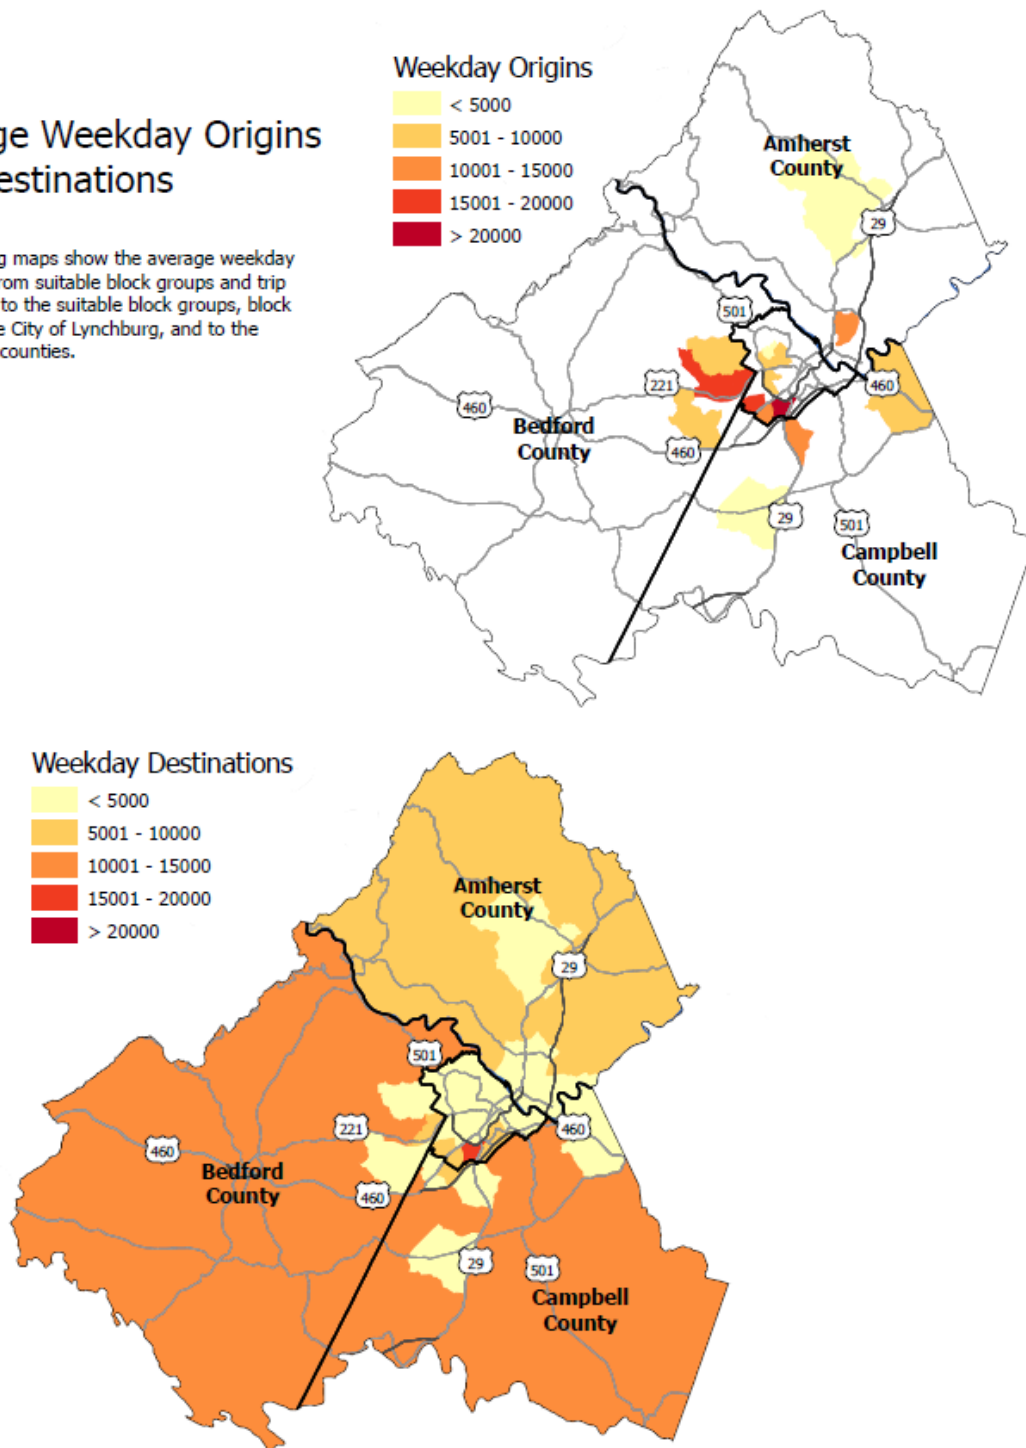 ge Weekday Origins
estinations
g maps show the average weekday
rom suitable block groups and trip
to the suitable block groups, block
e City of Lynchburg, and to the
counties.
Weekday Origins
< 5000
5001 - 10000
10001 - 15000
15001 - 20000
> 20000
Amherst
County
29
501
221
460
460
Bedford
County
460
29
501
Campbell
County
Weekday Destinations
< 5000
5001 - 10000
10001 - 15000
15001 - 20000
> 20000
Amherst
County
29
501
221
460
460
Bedford
County
460
29
501
Campbell
County